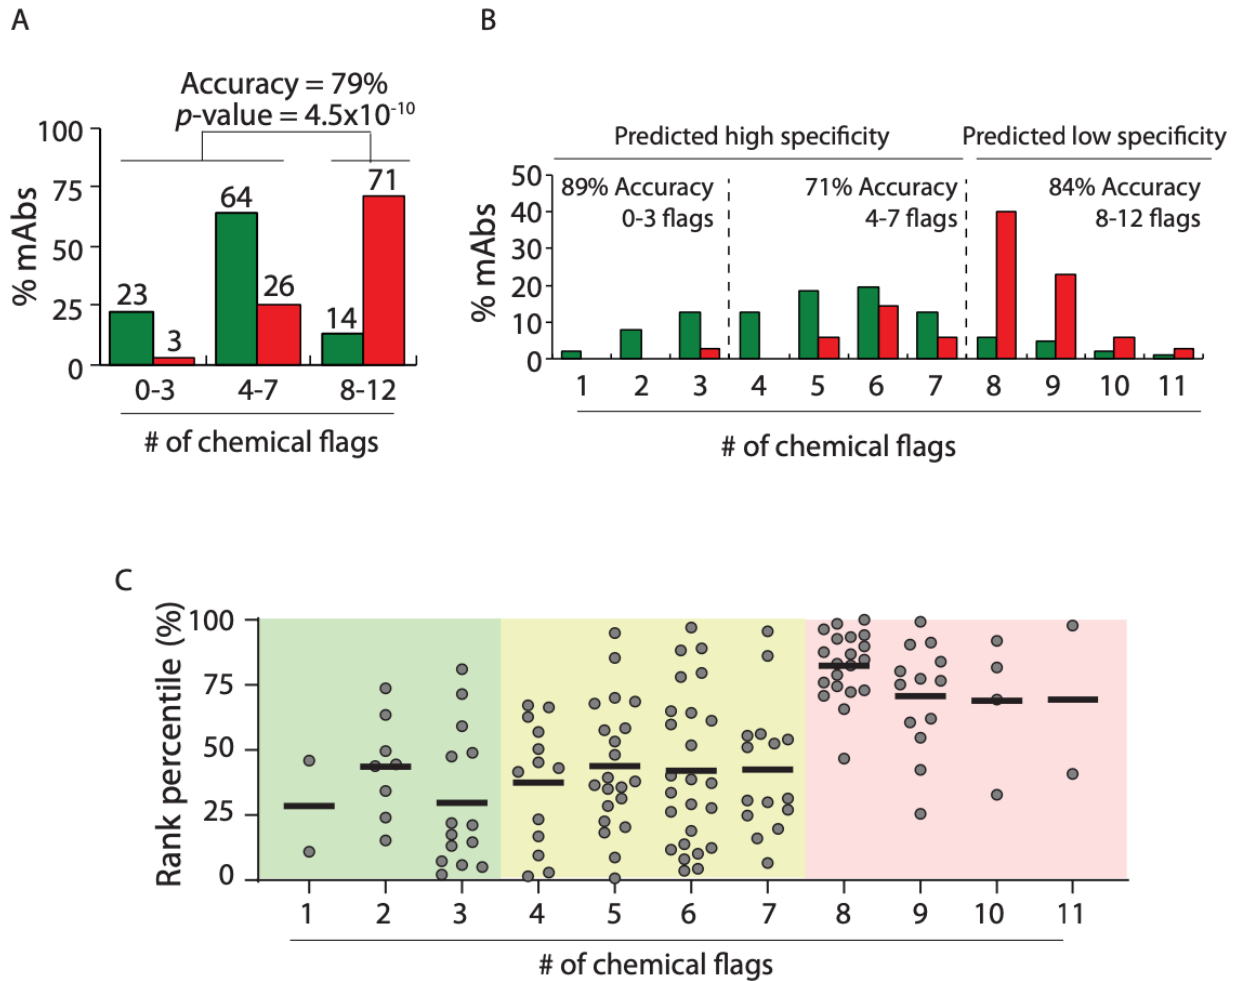 A
Accuracy = 79%
p-value = 4.5x10-10
100
75
50
25
0
% mAbs
23
3
64
26
14
71
0-3
4-7
8-12
# of chemical flags
B
Predicted high specificity
Predicted low specificity
89% Accuracy
0-3 flags
71% Accuracy
4-7 flags
84% Accuracy
8-12 flags
50
40
30
20
10
0
% mAbs
1 2 3 4 5 6 7 8 9 10 11
# of chemical flags
C
Rank percentile (%)
100
75
50
25
0
1 2 3 4 5 6 7 8 9 10 11
# of chemical flags